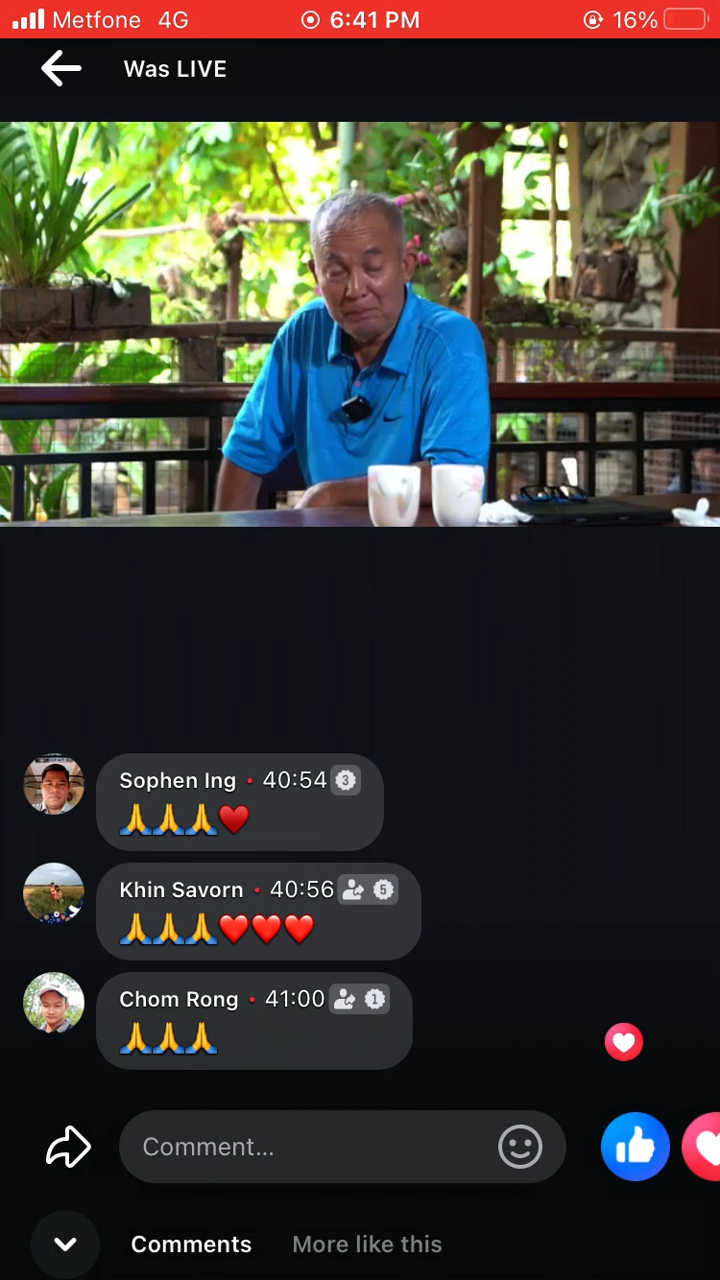 Metfone 4G 6:41 PM 16%
Was LIVE
Sophen Ing • 40:54 3
🙏🙏🙏♥️
Khin Savorn • 40:56 5
🙏🙏🙏❤️❤️❤️
Chom Rong • 41:00 1
🙏🙏🙏
Comment...
Comments More like this